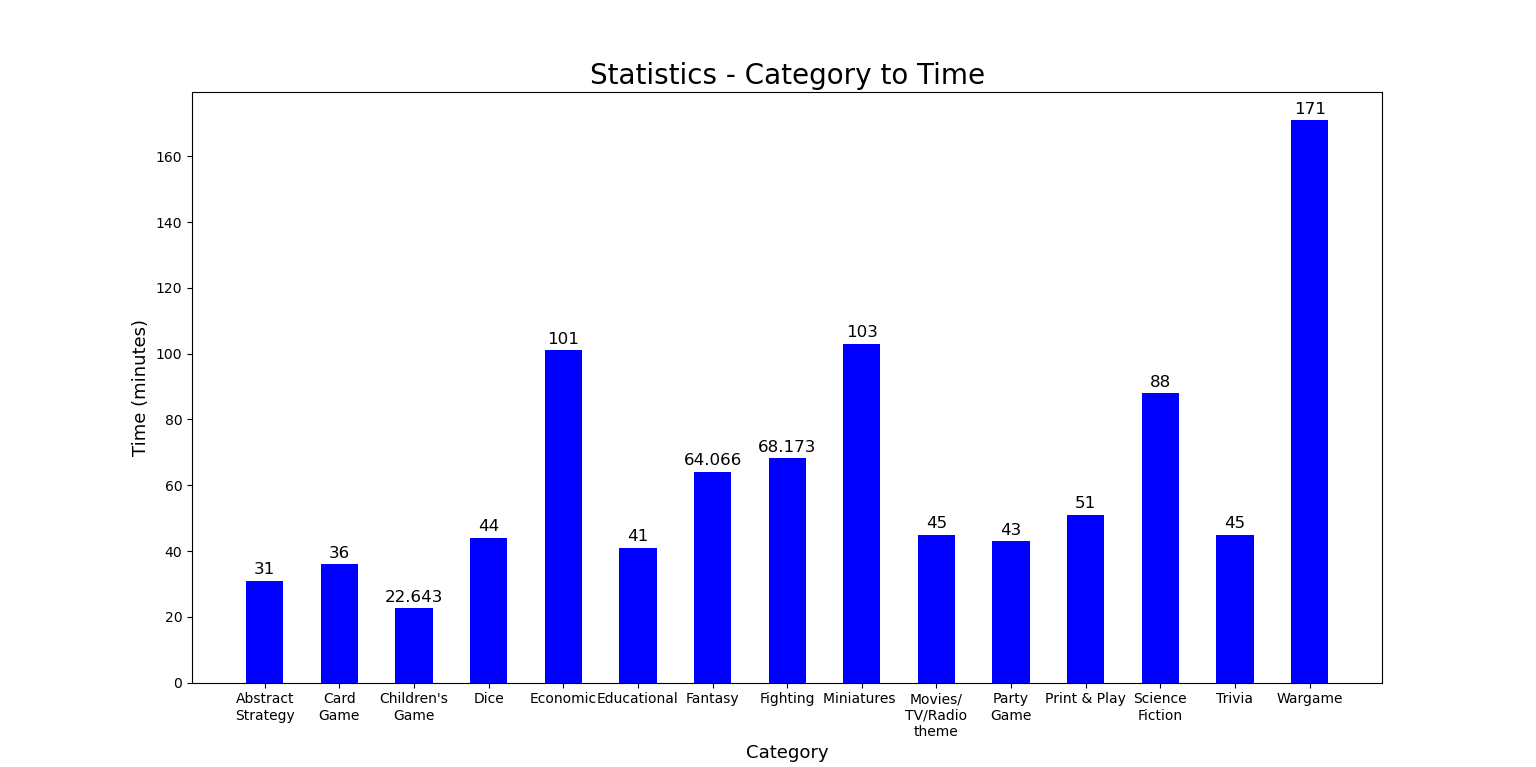 Statistics - Category to Time
Time (minutes)
160
140
120
100
80
60
40
20
0
31
36
22.643
44
101
41
64.066
68.173
103
45
43
51
88
45
171
Abstract
Strategy
Card
Game
Children's
Game
Dice
Economic
Educational
Fantasy
Fighting
Miniatures
Movies/
TV/Radio
theme
Party
Game
Print & Play
Science
Fiction
Trivia
Wargame
Category